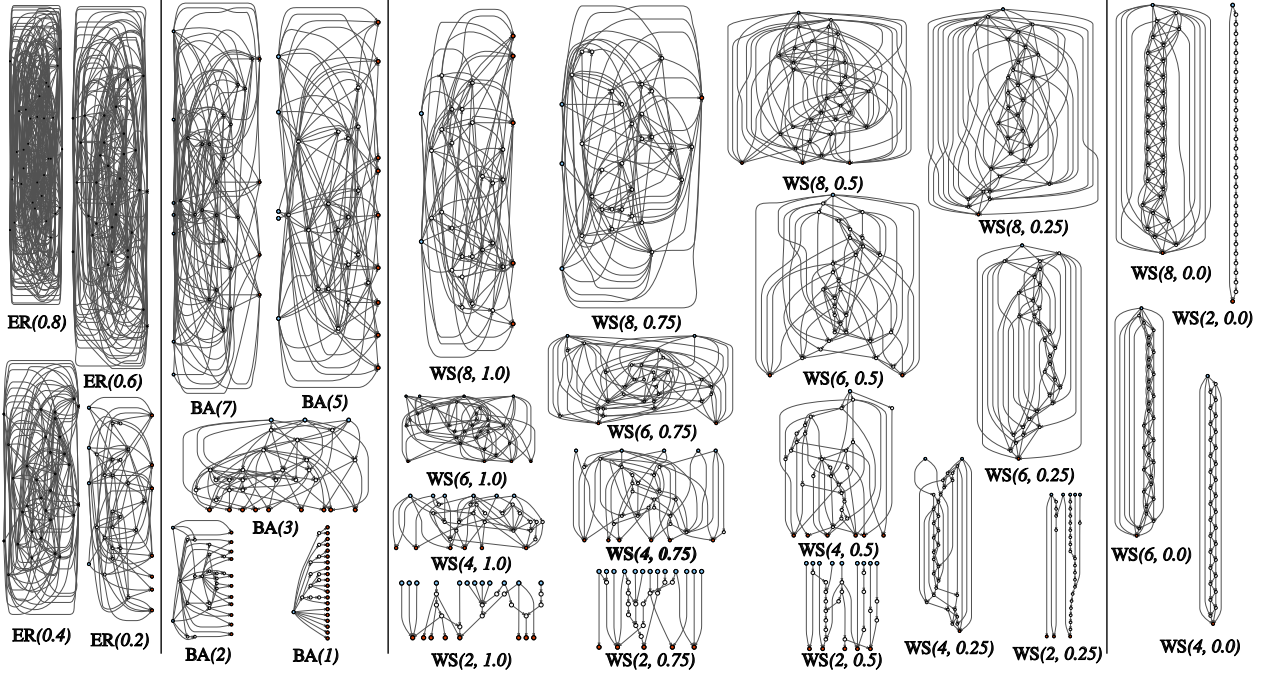 ER(0.8)
ER(0.6)
ER(0.4)
ER(0.2)
BA(7)
BA(5)
BA(3)
BA(2)
BA(1)
WS(8, 1.0)
WS(6, 1.0)
WS(4, 1.0)
WS(2, 1.0)
WS(8, 0.75)
WS(6, 0.75)
WS(4, 0.75)
WS(2, 0.75)
WS(8, 0.5)
WS(6, 0.5)
WS(4, 0.5)
WS(2, 0.5)
WS(8, 0.25)
WS(6, 0.25)
WS(4, 0.25)
WS(2, 0.25)
WS(8, 0.0)
WS(2, 0.0)
WS(6, 0.0)
WS(4, 0.0)